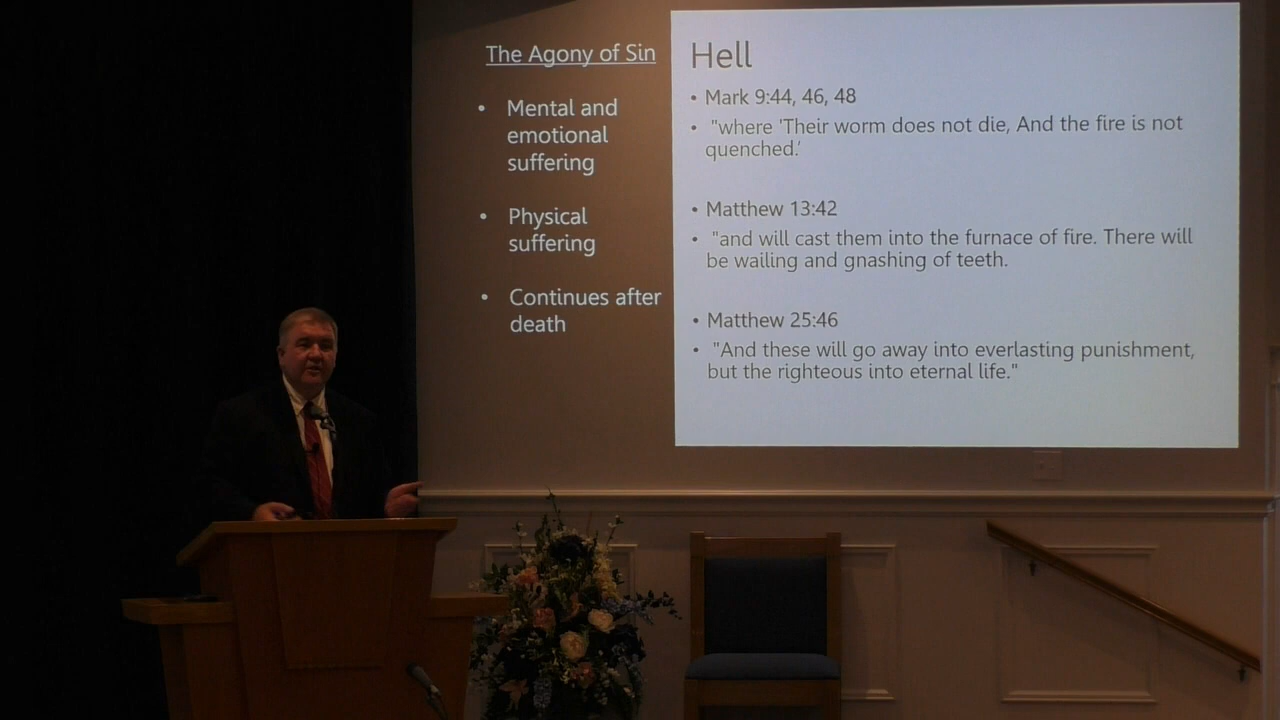 The Agony of Sin
• Mental and
emotional
suffering
• Physical
suffering
• Continues after
death
Hell
• Mark 9:44, 46, 48
• "where 'Their worm does not die, And the fire is not
quenched.'
• Matthew 13:42
• "and will cast them into the furnace of fire. There will
be wailing and gnashing of teeth.
• Matthew 25:46
• "And these will go away into everlasting punishment,
but the righteous into eternal life."